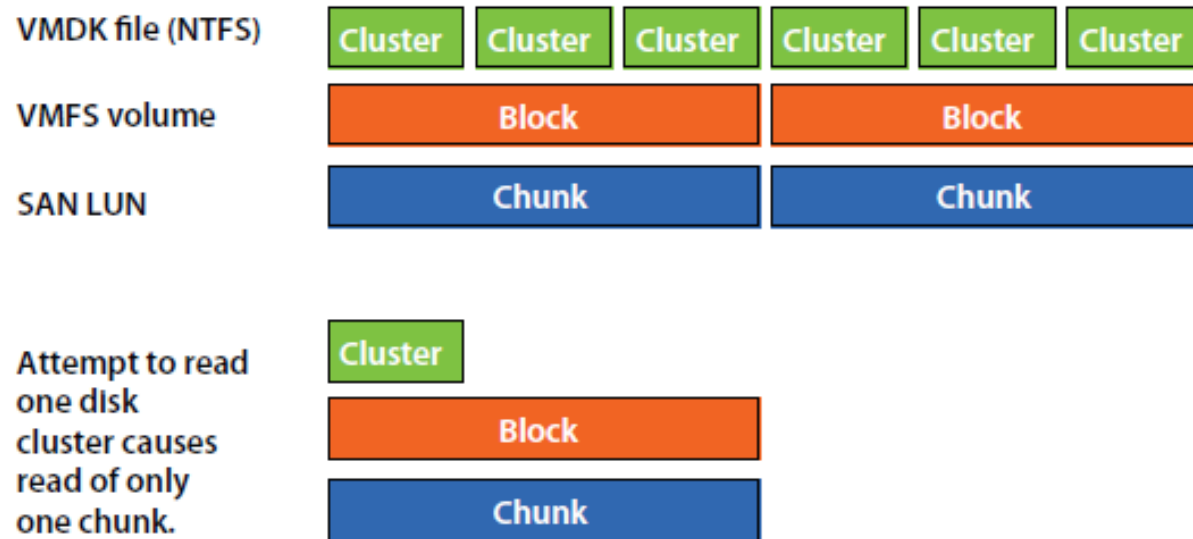 VMDK file (NTFS)
Cluster Cluster Cluster Cluster Cluster Cluster
VMFS volume
Block Block
SAN LUN
Chunk Chunk
Attempt to read
one disk
cluster causes
read of only
one chunk.
Cluster
Block
Chunk